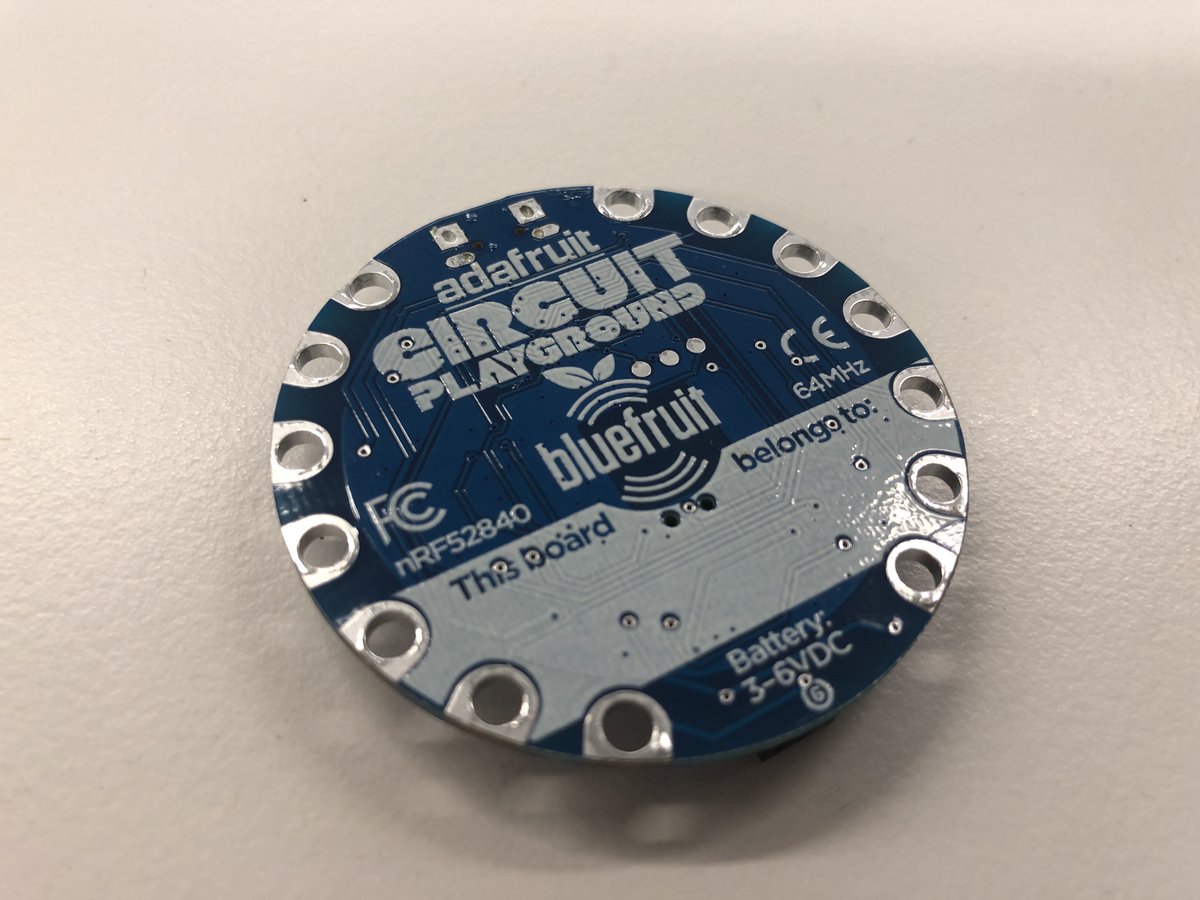 adafruit
CIRCUIT
PLAYGROUND
CE
64MHz
bluefruit
FC
nRF52840
This board belongs to:
Battery:
3-6VDC
G